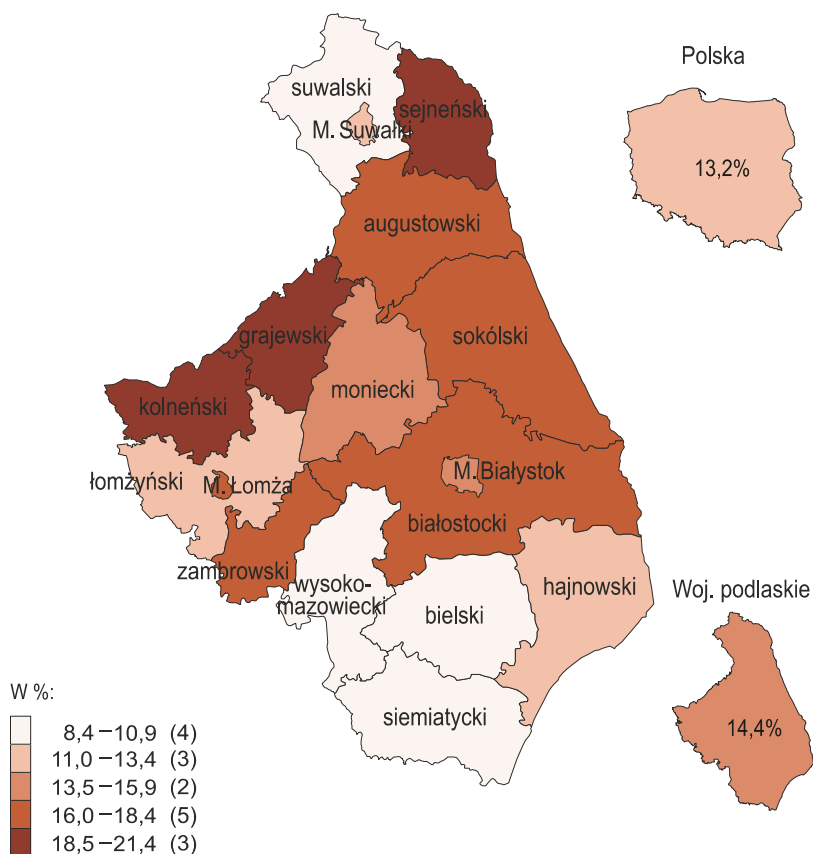 Polska
suwalski
sejneński
M. Suwałki
13,2%
augustowski
grajewski
sokólski
moniecki
kolneński
łomżyński
M. Łomża
M. Białystok
białostocki
zambrowski
wysoko-
mazowiecki
hajnowski
bielski
Woj. podlaskie
siemiatycki
14,4%
W %:
8,4–10,9 (4)
11,0–13,4 (3)
13,5–15,9 (2)
16,0–18,4 (5)
18,5–21,4 (3)